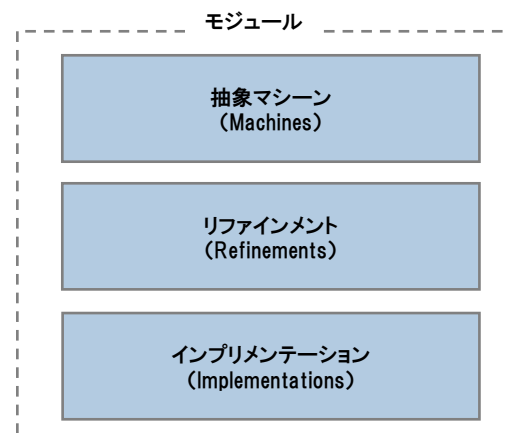 モジュール
抽象マシーン
（Machines）
リファインメント
（Refinements）
インプリメンテーション
（Implementations）